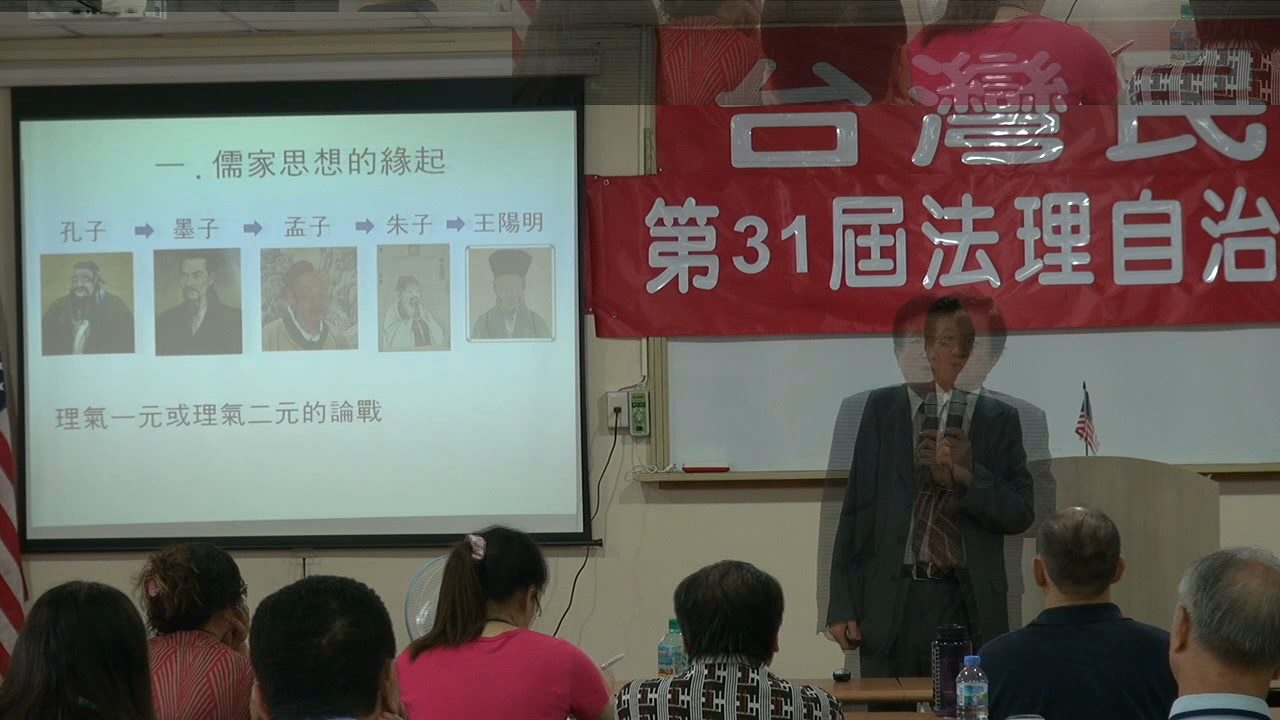 一.儒家思想的緣起
孔子 ➡ 墨子 ➡ 孟子 ➡ 朱子 ➡ 王陽明
理氣一元或理氣二元的論戰
台灣民
第31屆法理自治